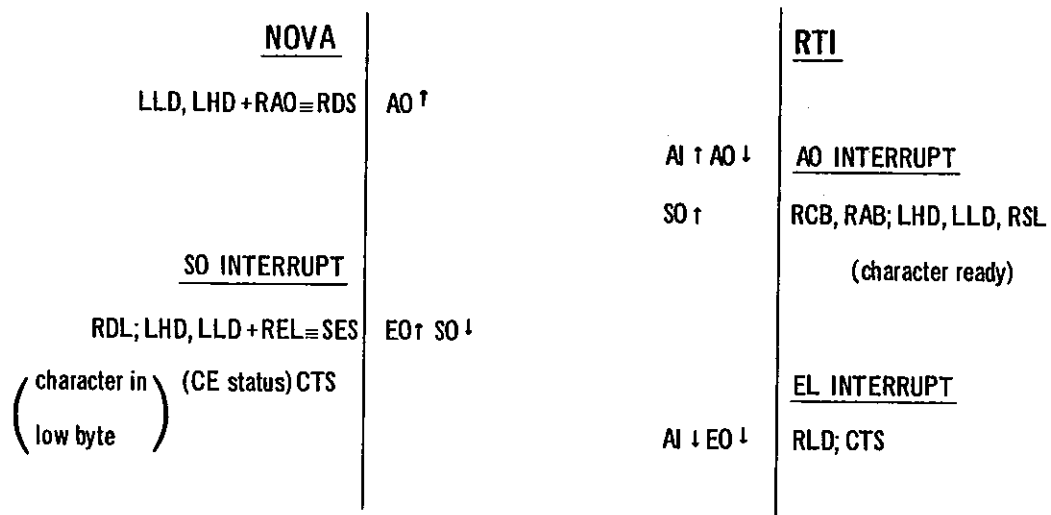 NOVA
RTI
LLD, LHD + RAO ≡ RDS AO ↑
AI ↑ AO ↓ AO INTERRUPT
SO ↑ RCB, RAB; LHD, LLD, RSL
(character ready)
SO INTERRUPT
RDL; LHD, LLD + REL ≡ SES EO ↑ SO ↓
(character in (CE status) CTS
low byte)
EL INTERRUPT
AI ↓ EO ↓ RLD; CTS